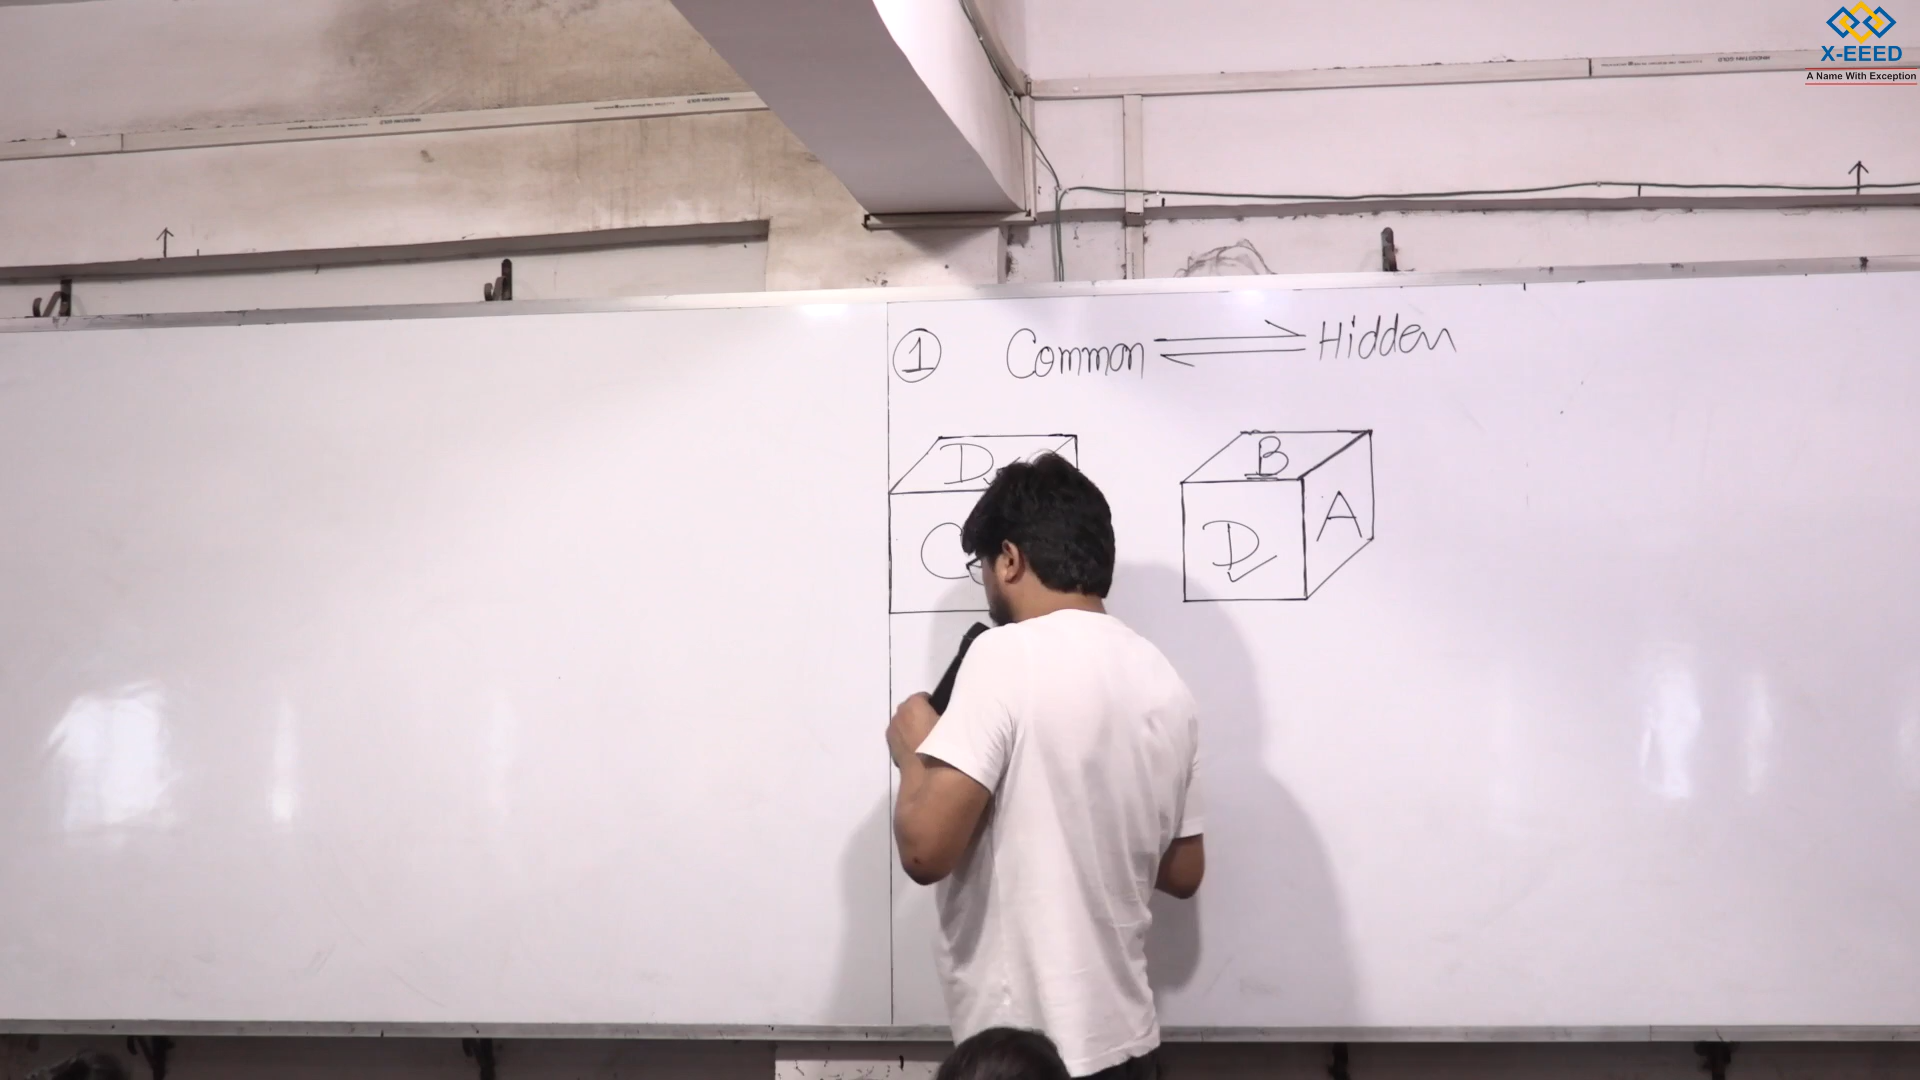 X-EEED
A Name With Exception
1 Common ⇌ Hidden
D B
C D A